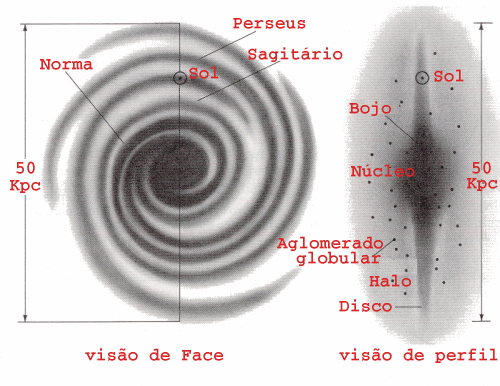 Perseus
Sagitário
Norma
Sol
50
Kpc
visão de Face
Sol
Bojo
Núcleo
50
Kpc
Aglomerado
globular
Halo
Disco
visão de perfil